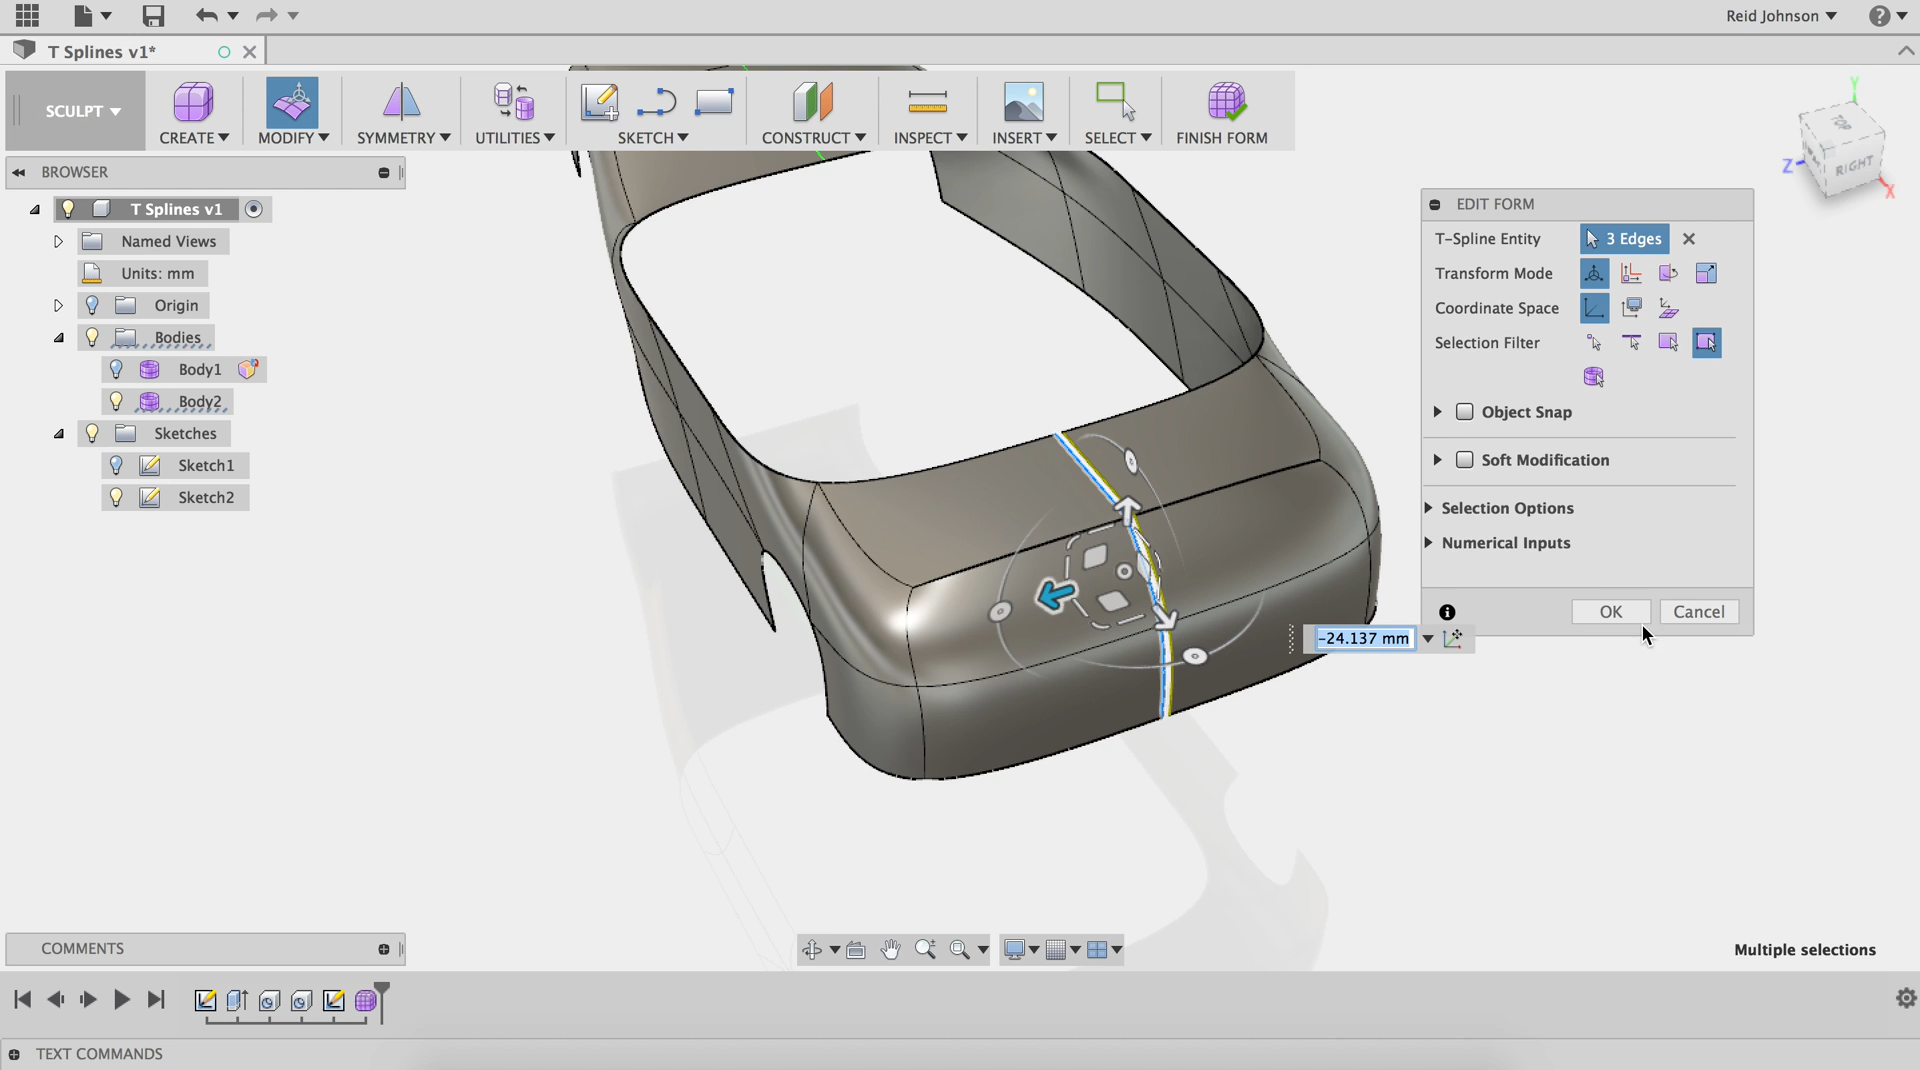 Reid Johnson
T Splines v1*
SCULPT
CREATE
MODIFY
SYMMETRY
UTILITIES
SKETCH
CONSTRUCT
INSPECT
INSERT
SELECT
FINISH FORM
TOP
RIGHT
Y
Z
X
BROWSER
T Splines v1
Named Views
Units: mm
Origin
Bodies
Body1
Body2
Sketches
Sketch1
Sketch2
EDIT FORM
T-Spline Entity
3 Edges
Transform Mode
Coordinate Space
Selection Filter
Object Snap
Soft Modification
Selection Options
Numerical Inputs
OK
Cancel
-24.137 mm
COMMENTS
Multiple selections
TEXT COMMANDS